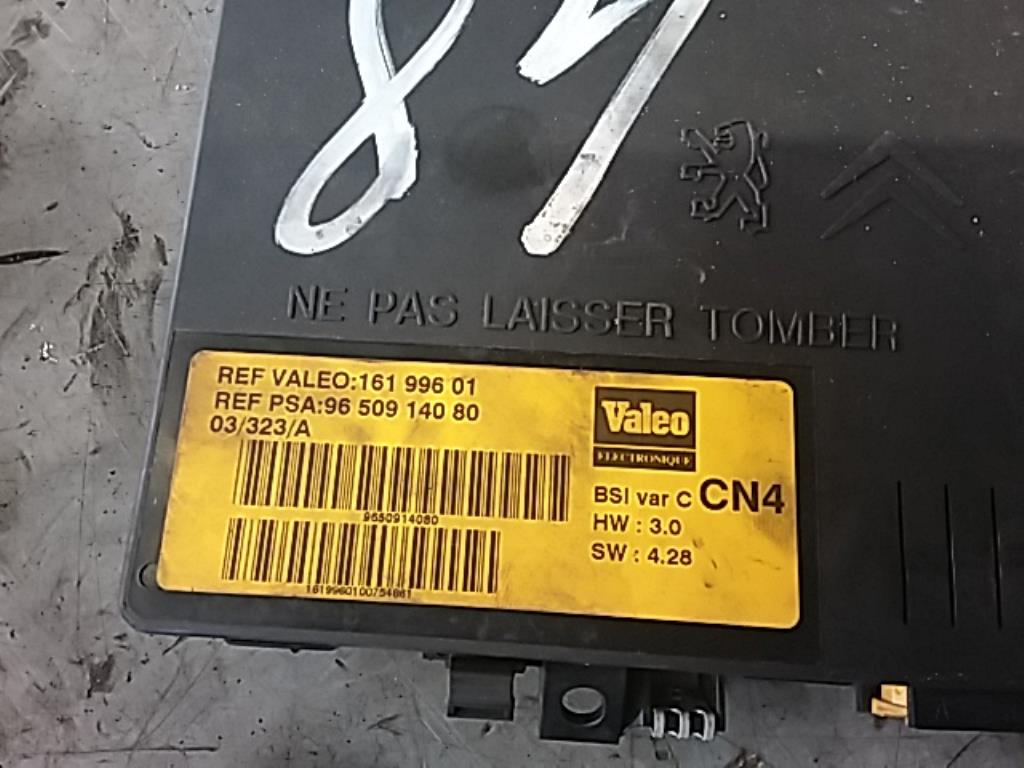 NE PAS LAISSER TOMBER
REF VALEO:161 996 01
REF PSA:96 509 140 80
03/323/A
9650914080
1619960100754861
Valeo
ELECTRONIQUE
BSI var C CN4
HW : 3.0
SW : 4.28